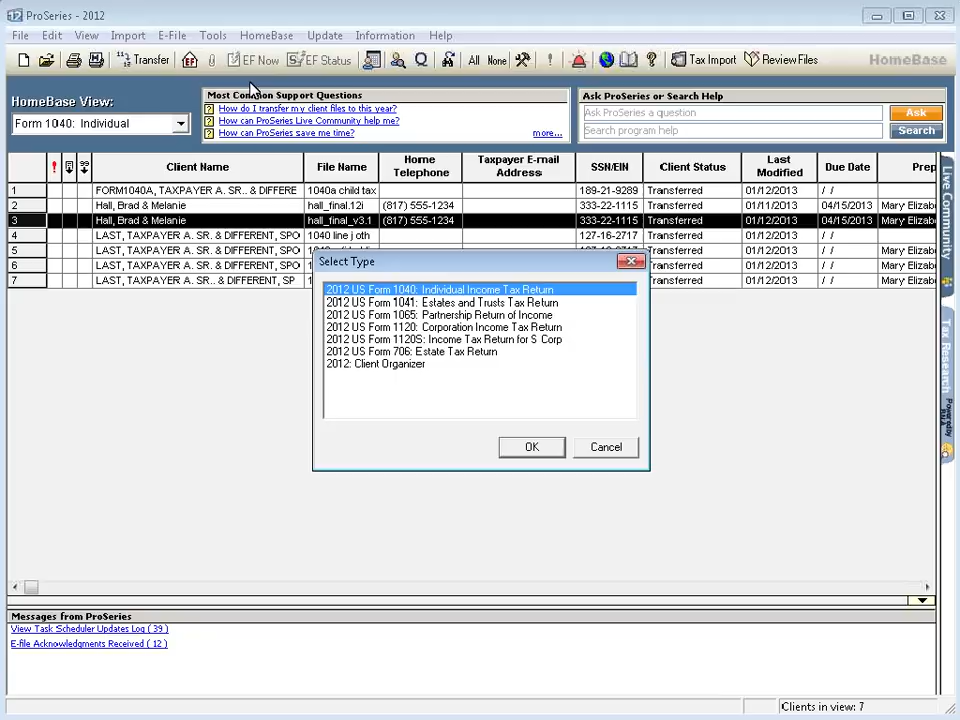 ProSeries - 2012
File Edit View Import E-File Tools HomeBase Update Information Help
Transfer EF Now EF Status All None Tax Import Review Files HomeBase
HomeBase View:
Form 1040: Individual
Most Common Support Questions
How do I transfer my client files to this year?
How can ProSeries Live Community help me?
How can ProSeries save me time?
more...
Ask ProSeries or Search Help
Ask ProSeries a question
Ask
Search program help
Search
Client Name File Name Home Telephone Taxpayer E-mail Address SSN/EIN Client Status Last Modified Due Date Prep
1 FORM1040A, TAXPAYER A. SR.. & DIFFERE 1040a child tax 189-21-9289 Transferred 01/12/2013 / /
2 Hall, Brad & Melanie hall_final.12i (817) 555-1234 333-22-1115 Transferred 01/11/2013 04/15/2013 Mary Elizab
3 Hall, Brad & Melanie hall_final_v3.1 (817) 555-1234 333-22-1115 Transferred 01/12/2013 04/15/2013 Mary Elizab
4 LAST, TAXPAYER A. SR. & DIFFERENT, SPO 1040 line j oth 127-16-2717 Transferred 01/12/2013 / /
5 LAST, TAXPAYER A. SR.. & DIFFERENT, SPO Transferred 01/12/2013 / / Mary Elizab
6 LAST, TAXPAYER A. SR.. & DIFFERENT, SPO 01/12/2013 / / Mary Elizab
7 LAST, TAXPAYER A. SR.. & DIFFERENT, SP 01/12/2013 / / Mary Elizab
Select Type
2012 US Form 1040: Individual Income Tax Return
2012 US Form 1041: Estates and Trusts Tax Return
2012 US Form 1065: Partnership Return of Income
2012 US Form 1120: Corporation Income Tax Return
2012 US Form 1120S: Income Tax Return for S Corp
2012 US Form 706: Estate Tax Return
2012: Client Organizer
OK Cancel
Live Community
Tax Research
Powered by BNA
Messages from ProSeries
View Task Scheduler Updates Log ( 39 )
E-file Acknowledgments Received ( 12 )
Clients in view: 7